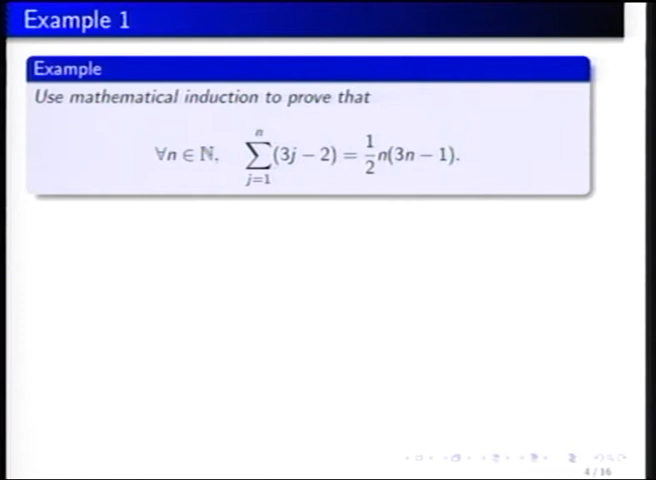 Example 1
Example
Use mathematical induction to prove that
∀n ∈ ℕ, ∑_{j=1}^{n} (3j − 2) = 1/2 n(3n − 1).
4 / 16